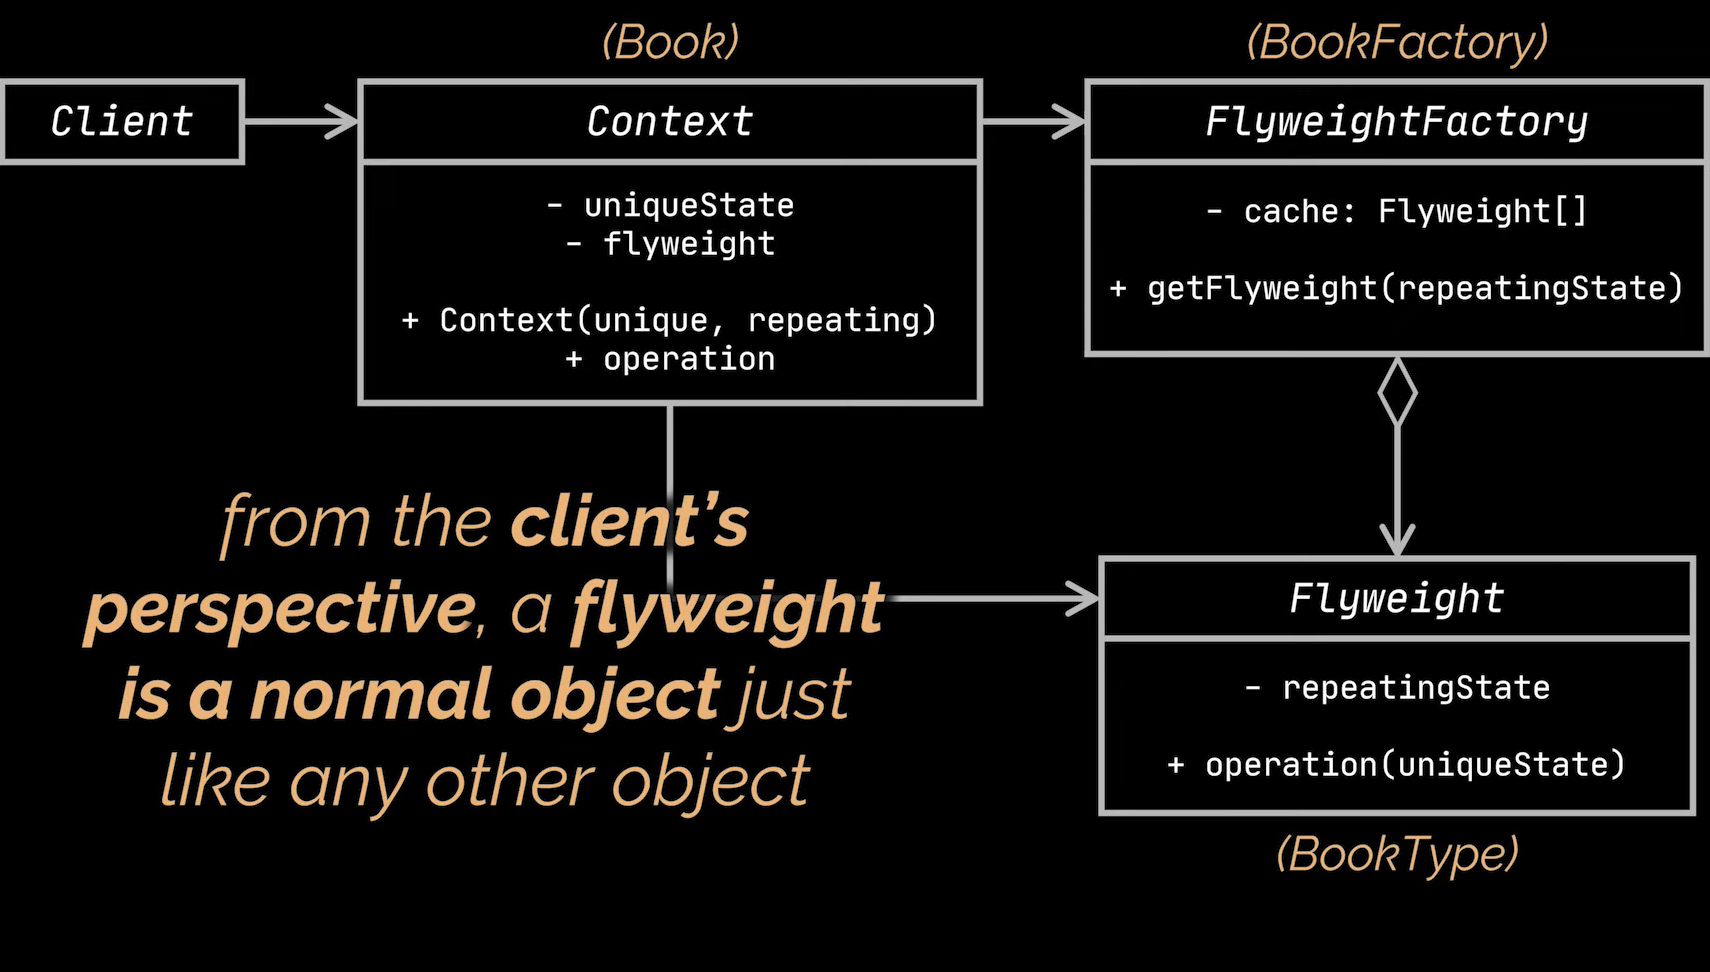 (Book)
(BookFactory)
Client
Context
FlyweightFactory
- uniqueState
- flyweight
+ Context(unique, repeating)
+ operation
- cache: Flyweight[]
+ getFlyweight(repeatingState)
from the client’s
perspective, a flyweight
is a normal object just
like any other object
Flyweight
- repeatingState
+ operation(uniqueState)
(BookType)